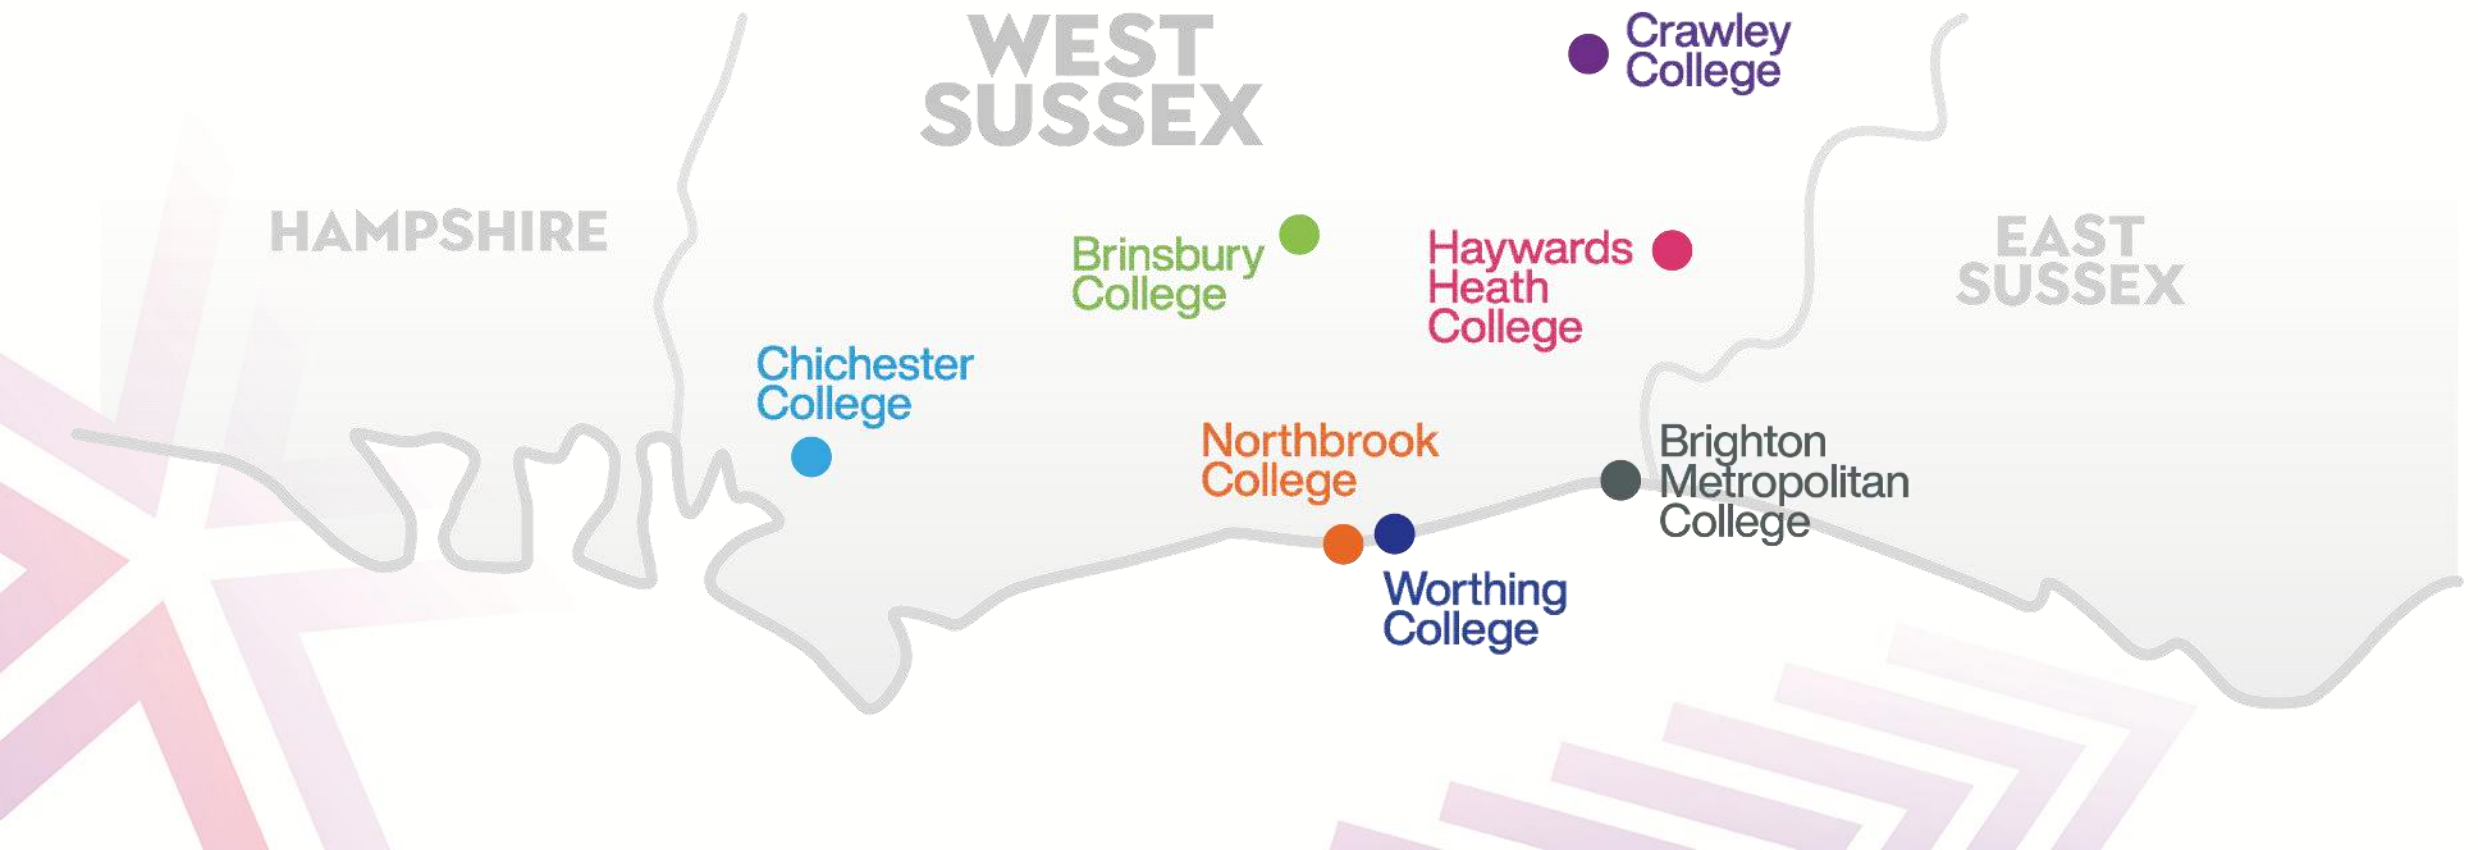 WEST
SUSSEX
Crawley
College
HAMPSHIRE
Brinsbury
College
Haywards
Heath
College
EAST
SUSSEX
Chichester
College
Northbrook
College
Brighton
Metropolitan
College
Worthing
College